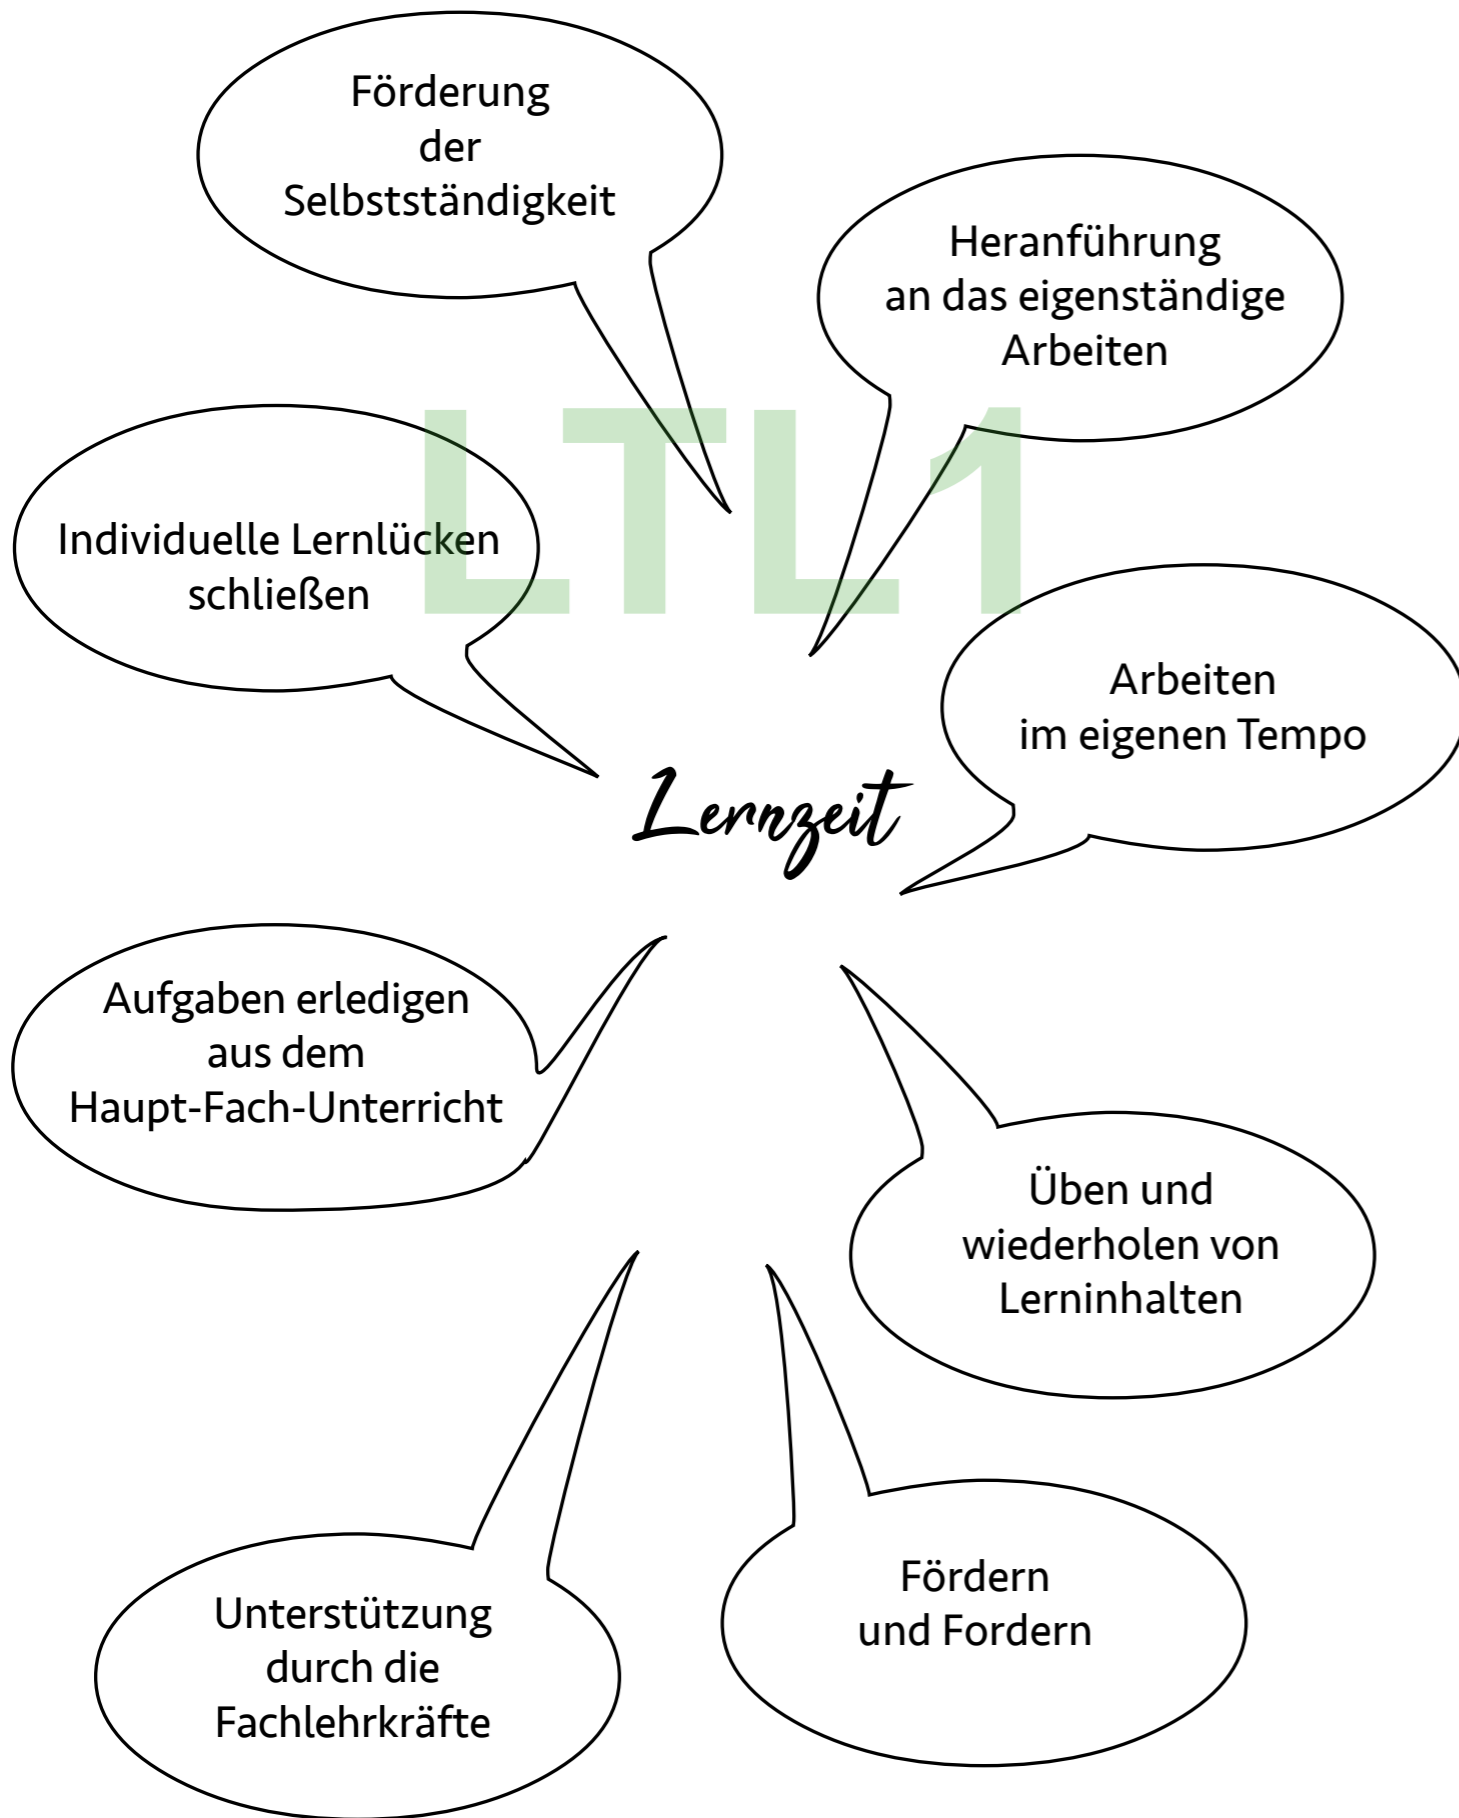 Förderung
der
Selbstständigkeit
Heranführung
an das eigenständige
Arbeiten
LTL1
Individuelle Lernlücken
schließen
Arbeiten
im eigenen Tempo
Lernzeit
Aufgaben erledigen
aus dem
Haupt-Fach-Unterricht
Üben und
wiederholen von
Lerninhalten
Fördern
und Fordern
Unterstützung
durch die
Fachlehrkräfte